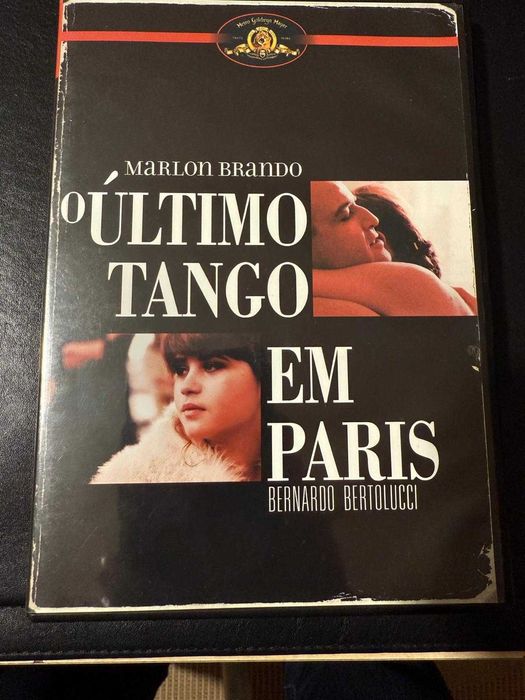 Metro Goldwyn Mayer
MARLON BRANDO
O ÚLTIMO
TANGO
EM
PARIS
BERNARDO BERTOLUCCI